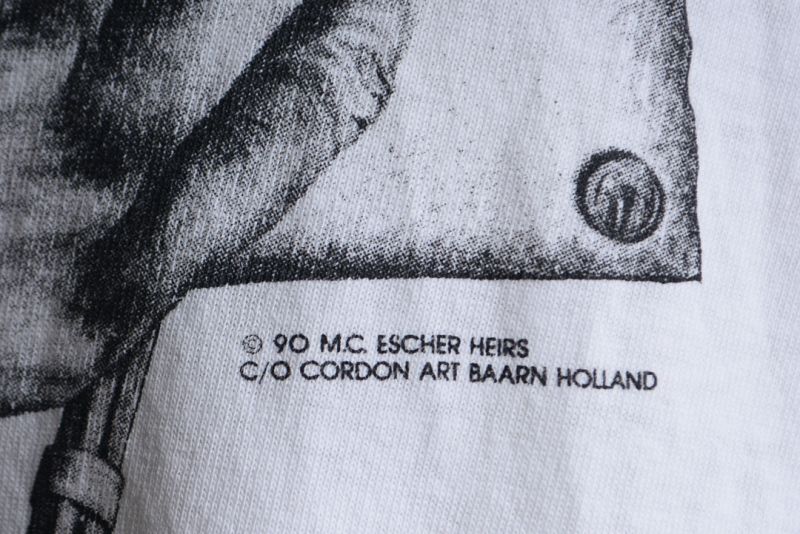 © 90 M.C. ESCHER HEIRS
C/O CORDON ART BAARN HOLLAND